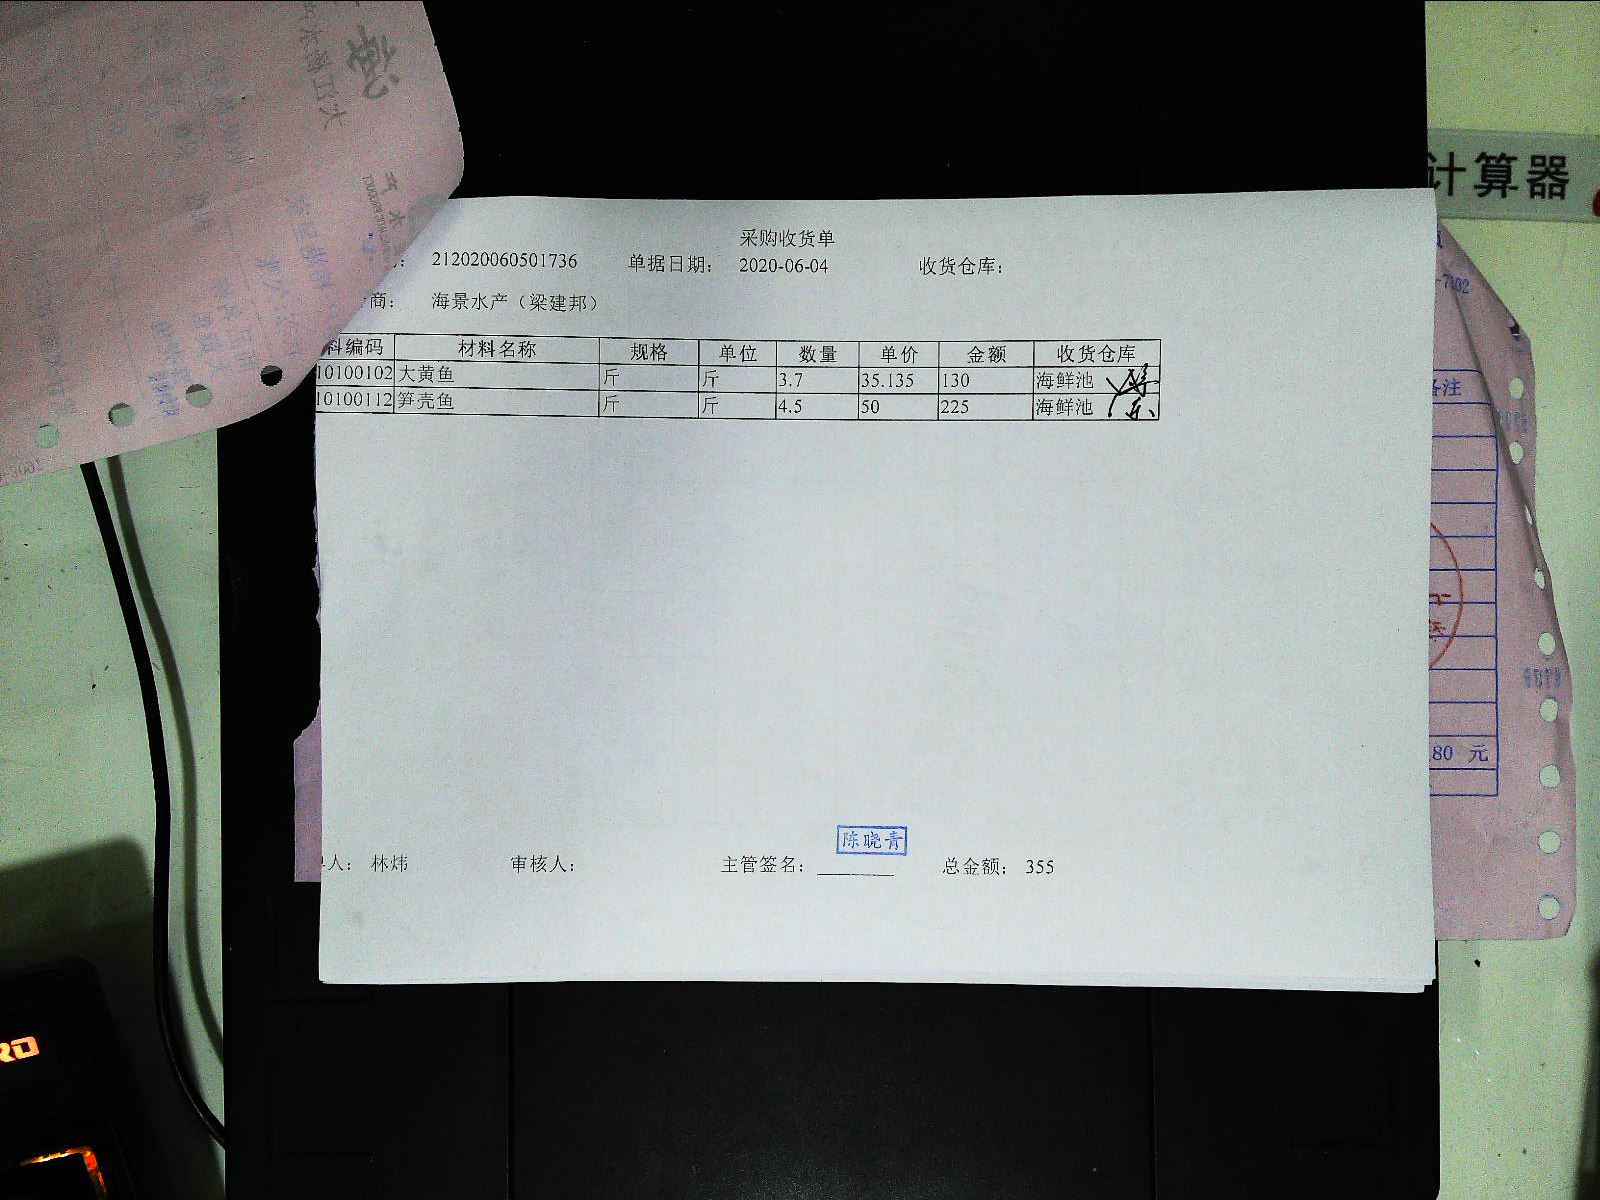 采购收货单
212020060501736 单据日期： 2020-06-04 收货仓库：
商： 海景水产（梁建邦）
料编码 材料名称 规格 单位 数量 单价 金额 收货仓库
10100102 大黄鱼 斤 斤 3.7 35.135 130 海鲜池
10100112 笋壳鱼 斤 斤 4.5 50 225 海鲜池
陈晓青
人： 林炜 审核人： 主管签名： 总金额： 355
计算器
备注
80 元